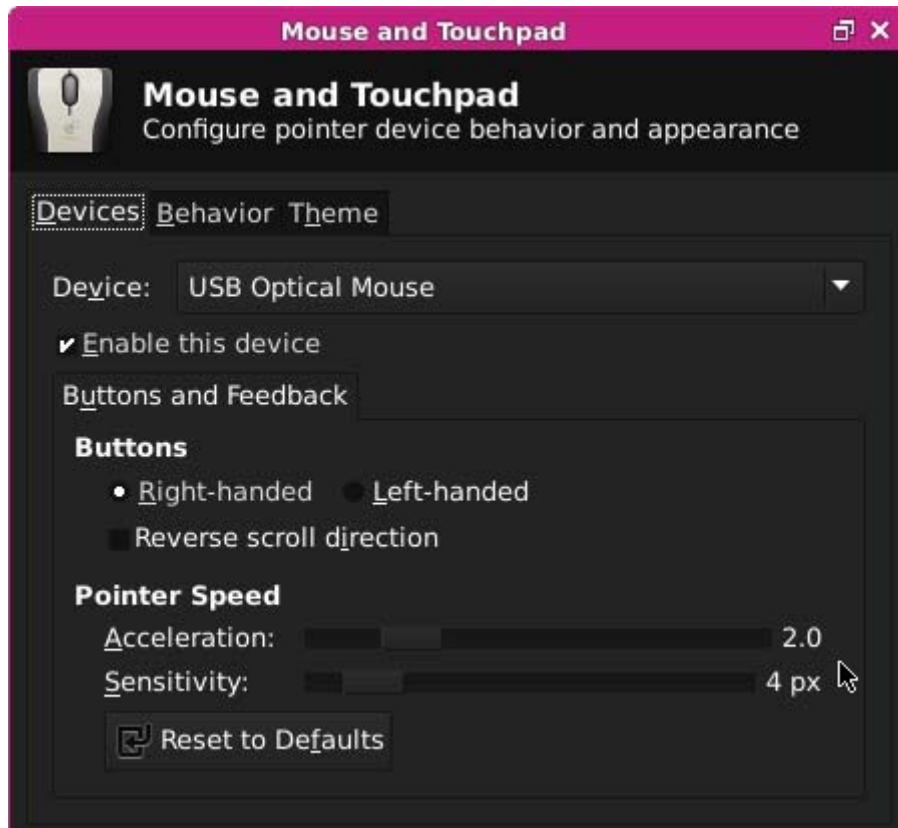 Mouse and Touchpad
Mouse and Touchpad
Configure pointer device behavior and appearance
Devices Behavior Theme
Device: USB Optical Mouse
Enable this device
Buttons and Feedback
Buttons
Right-handed Left-handed
Reverse scroll direction
Pointer Speed
Acceleration: 2.0
Sensitivity: 4 px
Reset to Defaults